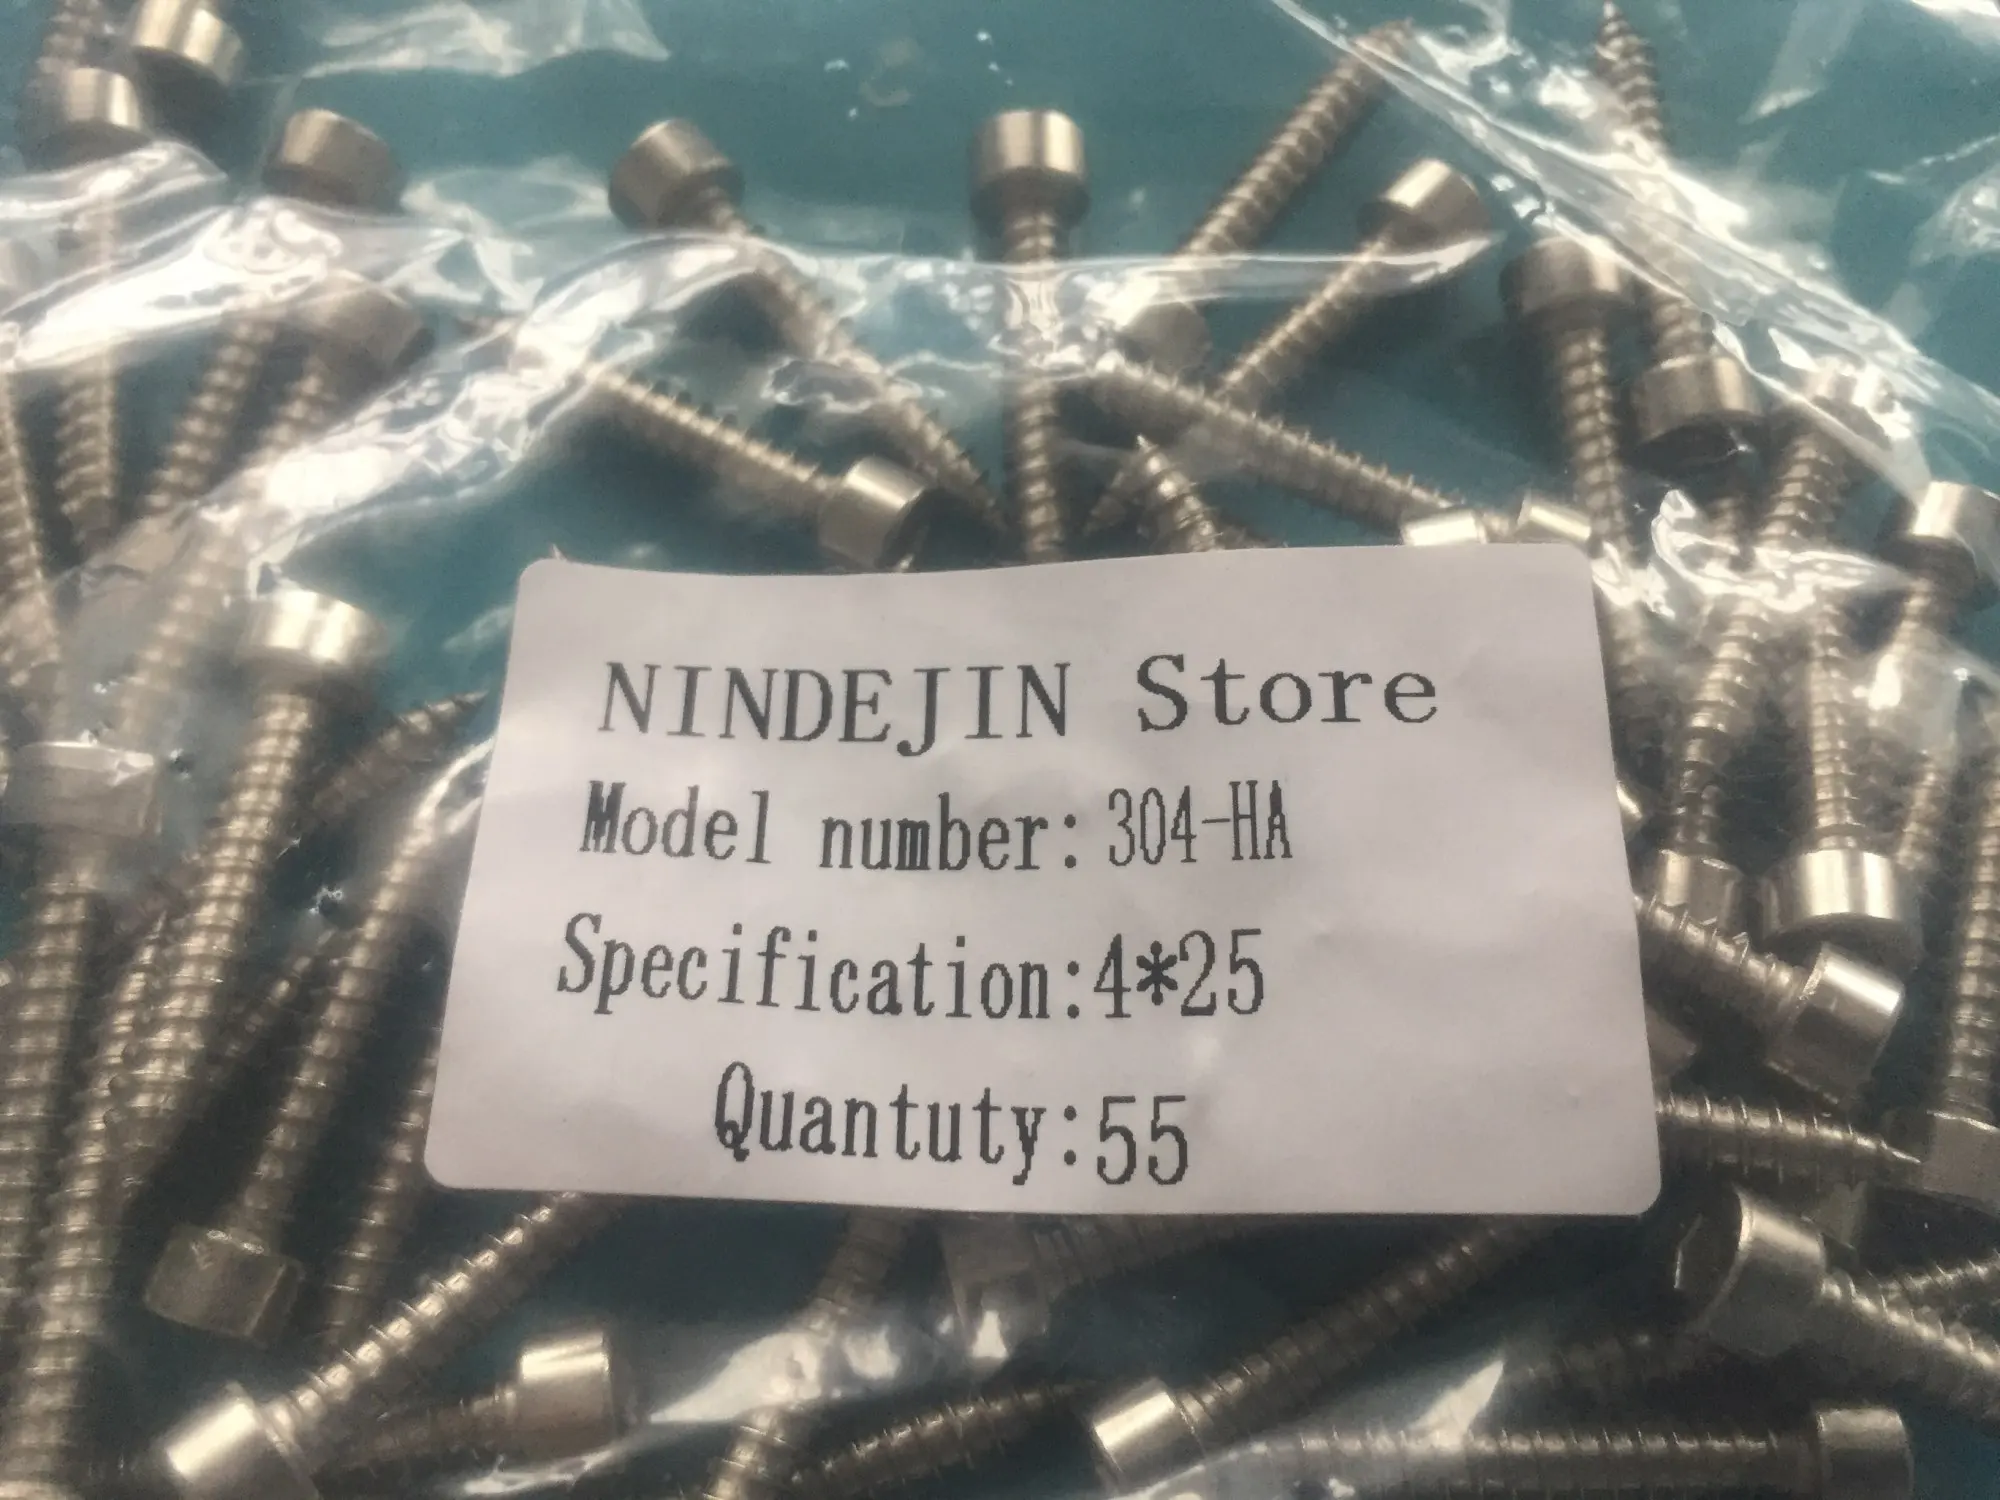 NINDEJIN Store
Model number: 304-HA
Specification:4*25
Quantuty:55